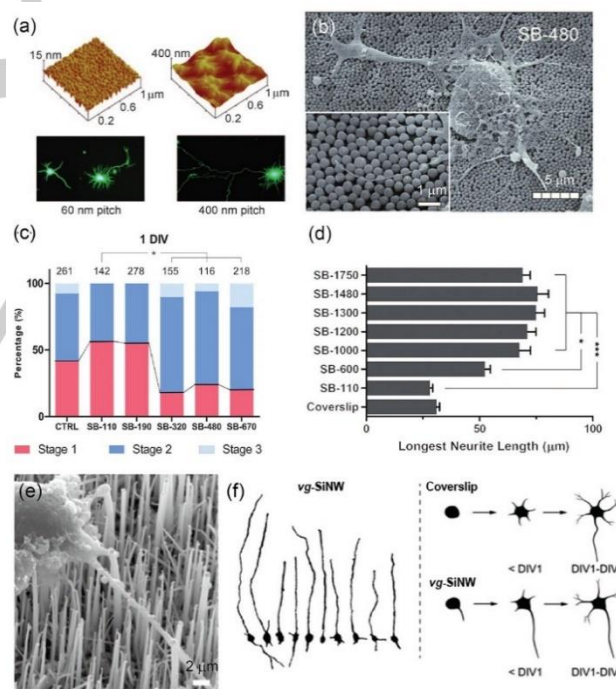 (a)
15 nm
400 nm
1 μm
0.6
0.2
1 μm
0.6
0.2
60 nm pitch
400 nm pitch
(b)
SB-480
1 μm
5 μm
(c)
1 DIV
*
261 142 278 155 116 218
Percentage (%)
100
50
0
CTRL SB-110 SB-190 SB-320 SB-480 SB-670
Stage 1 Stage 2 Stage 3
(d)
SB-1750
SB-1480
SB-1300
SB-1200
SB-1000
SB-600
SB-110
Coverslip
*
***
0 50 100
Longest Neurite Length (μm)
(e)
2 μm
(f)
vg-SiNW
Coverslip
< DIV1 DIV1-DIV
vg-SiNW
< DIV1 DIV1-DIV